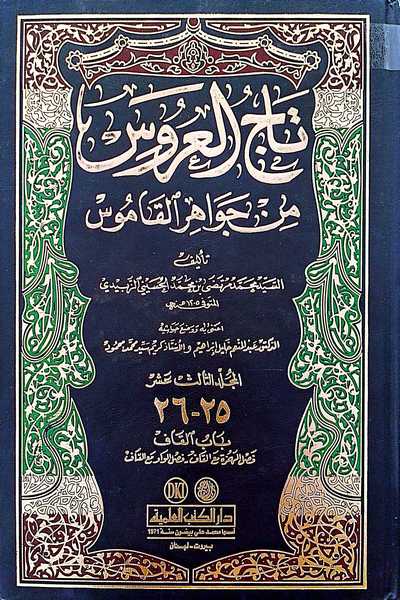 تاج العروس
من جواهر القاموس
تأليف
السيد محمد مرتضى بن محمد الحسيني الزبيدي
المتوفى ١٢٠٥ هجري
اعتنى به ووضع حواشيه
الدكتور عبد المنعم خليل إبراهيم والأستاذ كريم سيد محمد محمود
المجلد الثالث عشر
٢٥-٢٦
باب القاف
فصل الهمزة مع القاف - فصل الواو مع القاف
DKi
دار الكتب العلمية
أسسها محمد علي بيضون سنة 1971
بيروت - لبنان